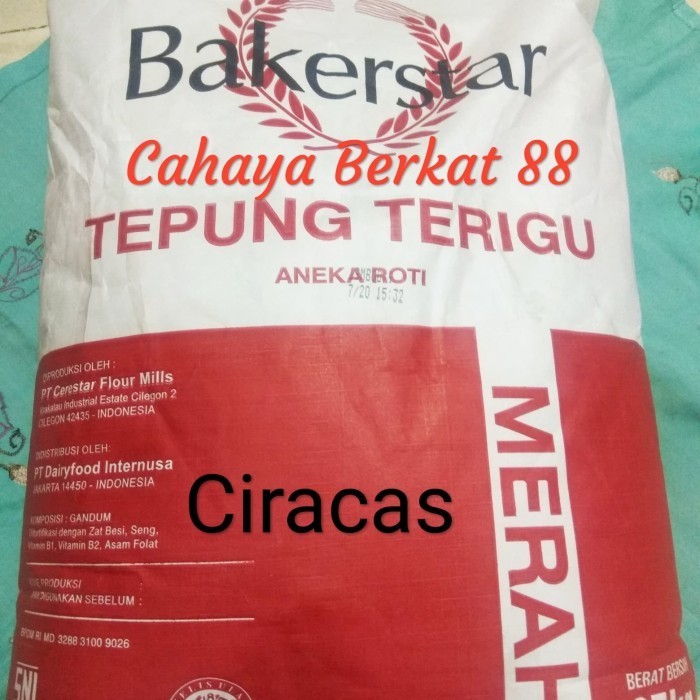 Bakerstar
Cahaya Berkat 88
TEPUNG TERIGU
ANEKA ROTI
7/20 15:32
DIPRODUKSI OLEH :
PT Cerestar Flour Mills
Industrial Estate Cilegon 2
CILEGON 42435 - INDONESIA
DIDISTRIBUSI OLEH:
PT Dairyfood Internusa
JAKARTA 14450 - INDONESIA
Ciracas
KOMPOSISI : GANDUM
difortifikasi dengan Zat Besi, Seng,
Vitamin B1, Vitamin B2, Asam Folat
DIGUNAKAN SEBELUM :
BPOM RI MD 3288 3100 9026
SNI
MERAH
BERAT BERSIH